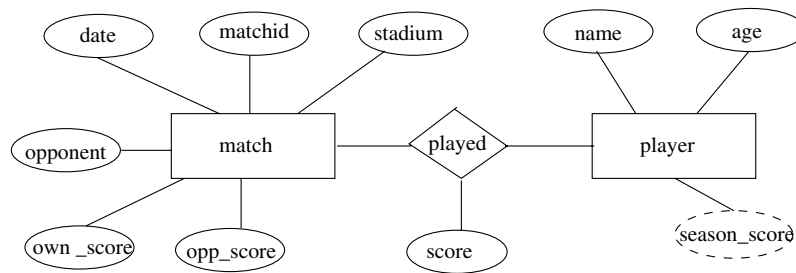 date
matchid
stadium
name
age
opponent
match
played
player
own _score
opp_score
score
season_score